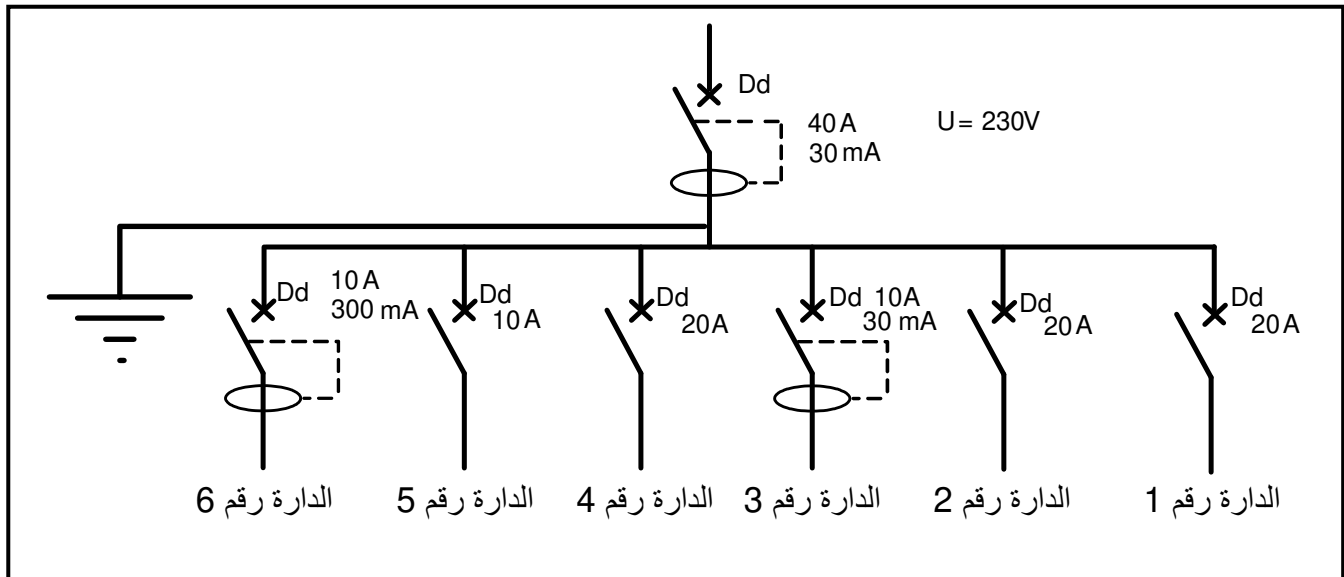 Dd
40 A
30 mA
U= 230V
Dd
10 A
300 mA
Dd
10 A
Dd
20 A
Dd 10A
30 mA
Dd
20 A
Dd
20 A
الدارة رقم 6
الدارة رقم 5
الدارة رقم 4
الدارة رقم 3
الدارة رقم 2
الدارة رقم 1